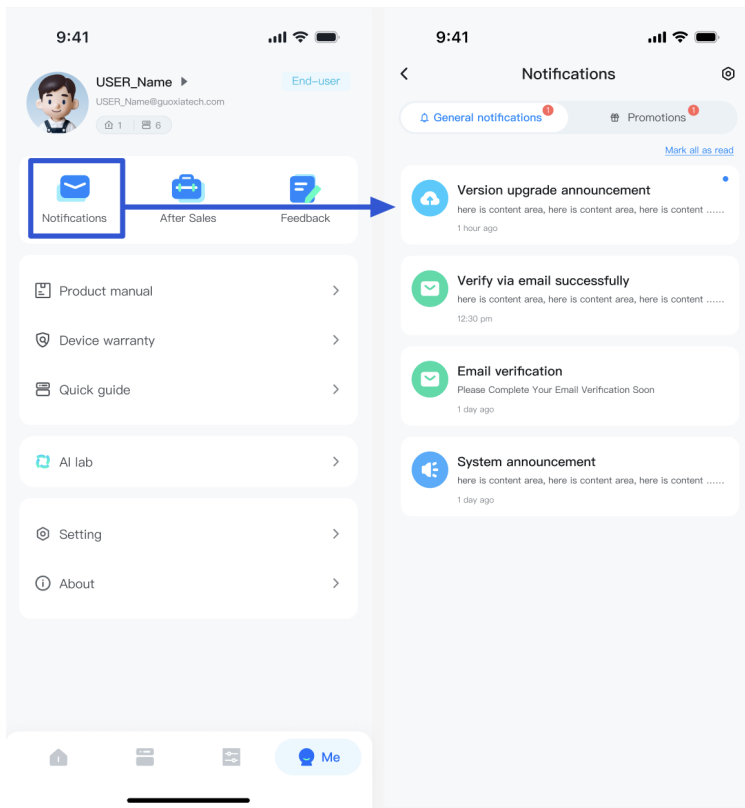 9:41
USER_Name
End-user
USER_Name@guoxiatech.com
1
6
Notifications
After Sales
Feedback
Product manual
Device warranty
Quick guide
AI lab
Setting
About
Me
9:41
Notifications
General notifications
1
Promotions
1
Mark all as read
Version upgrade announcement
here is content area, here is content area, here is content ......
1 hour ago
Verify via email successfully
here is content area, here is content area, here is content ......
12:30 pm
Email verification
Please Complete Your Email Verification Soon
1 day ago
System announcement
here is content area, here is content area, here is content ......
1 day ago